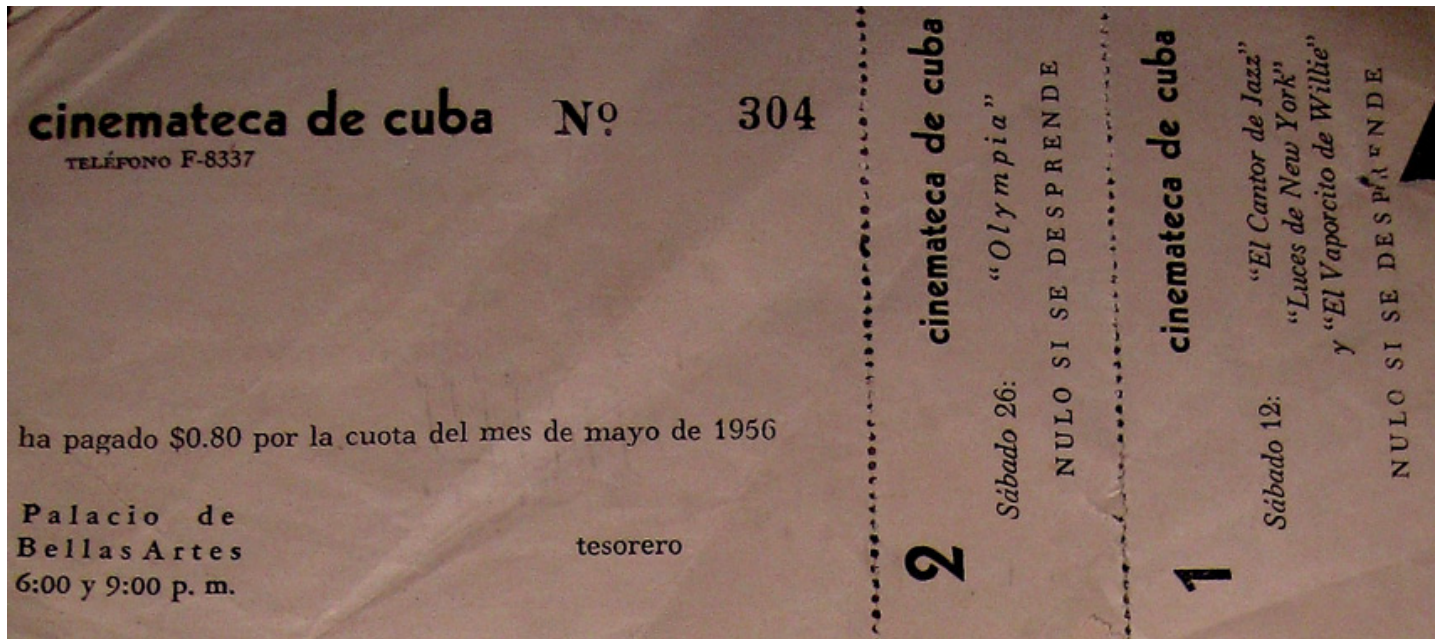 cinemateca de cuba Nº 304
TELÉFONO F-8337
ha pagado $0.80 por la cuota del mes de mayo de 1956
Palacio de
Bellas Artes
6:00 y 9:00 p. m.
tesorero
2
cinemateca de cuba
Sábado 26: "Olympia"
NULO SI SE DESPRENDE
1
cinemateca de cuba
Sábado 12: "El Cantor de Jazz"
"Luces de New York"
y "El Vaporcito de Willie"
NULO SI SE DESPRENDE